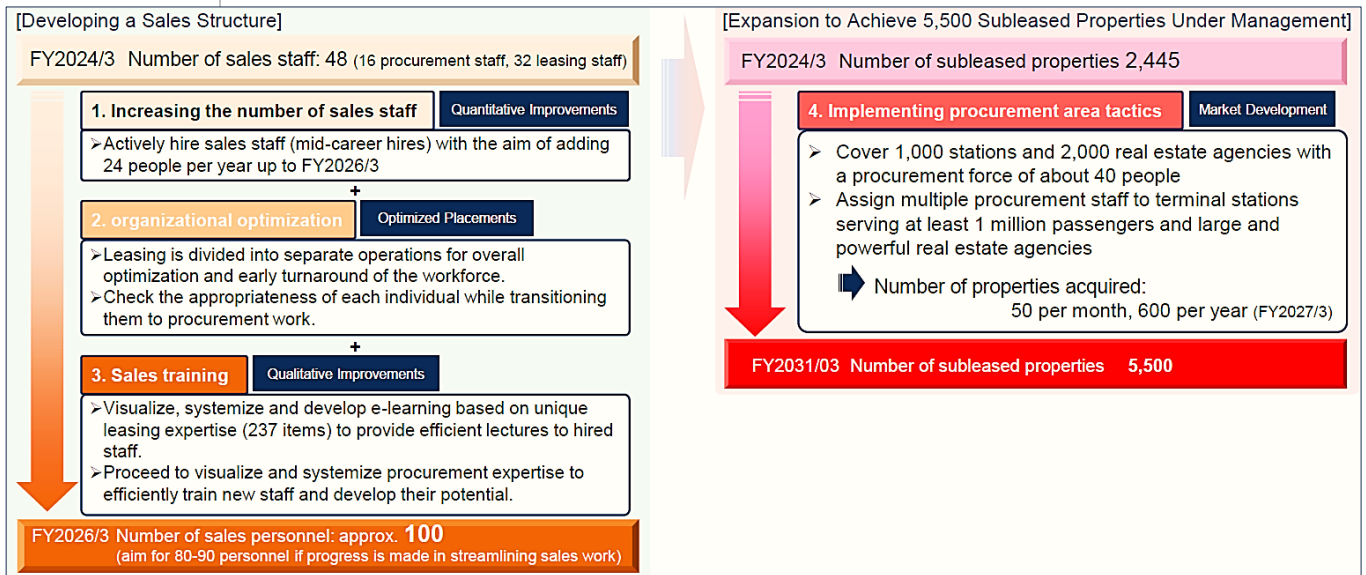 [Developing a Sales Structure]
FY2024/3 Number of sales staff: 48 (16 procurement staff, 32 leasing staff)
1. Increasing the number of sales staff
Quantitative Improvements
➢Actively hire sales staff (mid-career hires) with the aim of adding
24 people per year up to FY2026/3
+
2. organizational optimization
Optimized Placements
➢Leasing is divided into separate operations for overall
optimization and early turnaround of the workforce.
➢Check the appropriateness of each individual while transitioning
them to procurement work.
+
3. Sales training
Qualitative Improvements
➢Visualize, systemize and develop e-learning based on unique
leasing expertise (237 items) to provide efficient lectures to hired
staff.
➢Proceed to visualize and systemize procurement expertise to
efficiently train new staff and develop their potential.
FY2026/3 Number of sales personnel: approx. 100
(aim for 80-90 personnel if progress is made in streamlining sales work)
[Expansion to Achieve 5,500 Subleased Properties Under Management]
FY2024/3 Number of subleased properties 2,445
4. Implementing procurement area tactics
Market Development
➢ Cover 1,000 stations and 2,000 real estate agencies with
a procurement force of about 40 people
➢ Assign multiple procurement staff to terminal stations
serving at least 1 million passengers and large and
powerful real estate agencies
Number of properties acquired:
50 per month, 600 per year (FY2027/3)
FY2031/03 Number of subleased properties 5,500